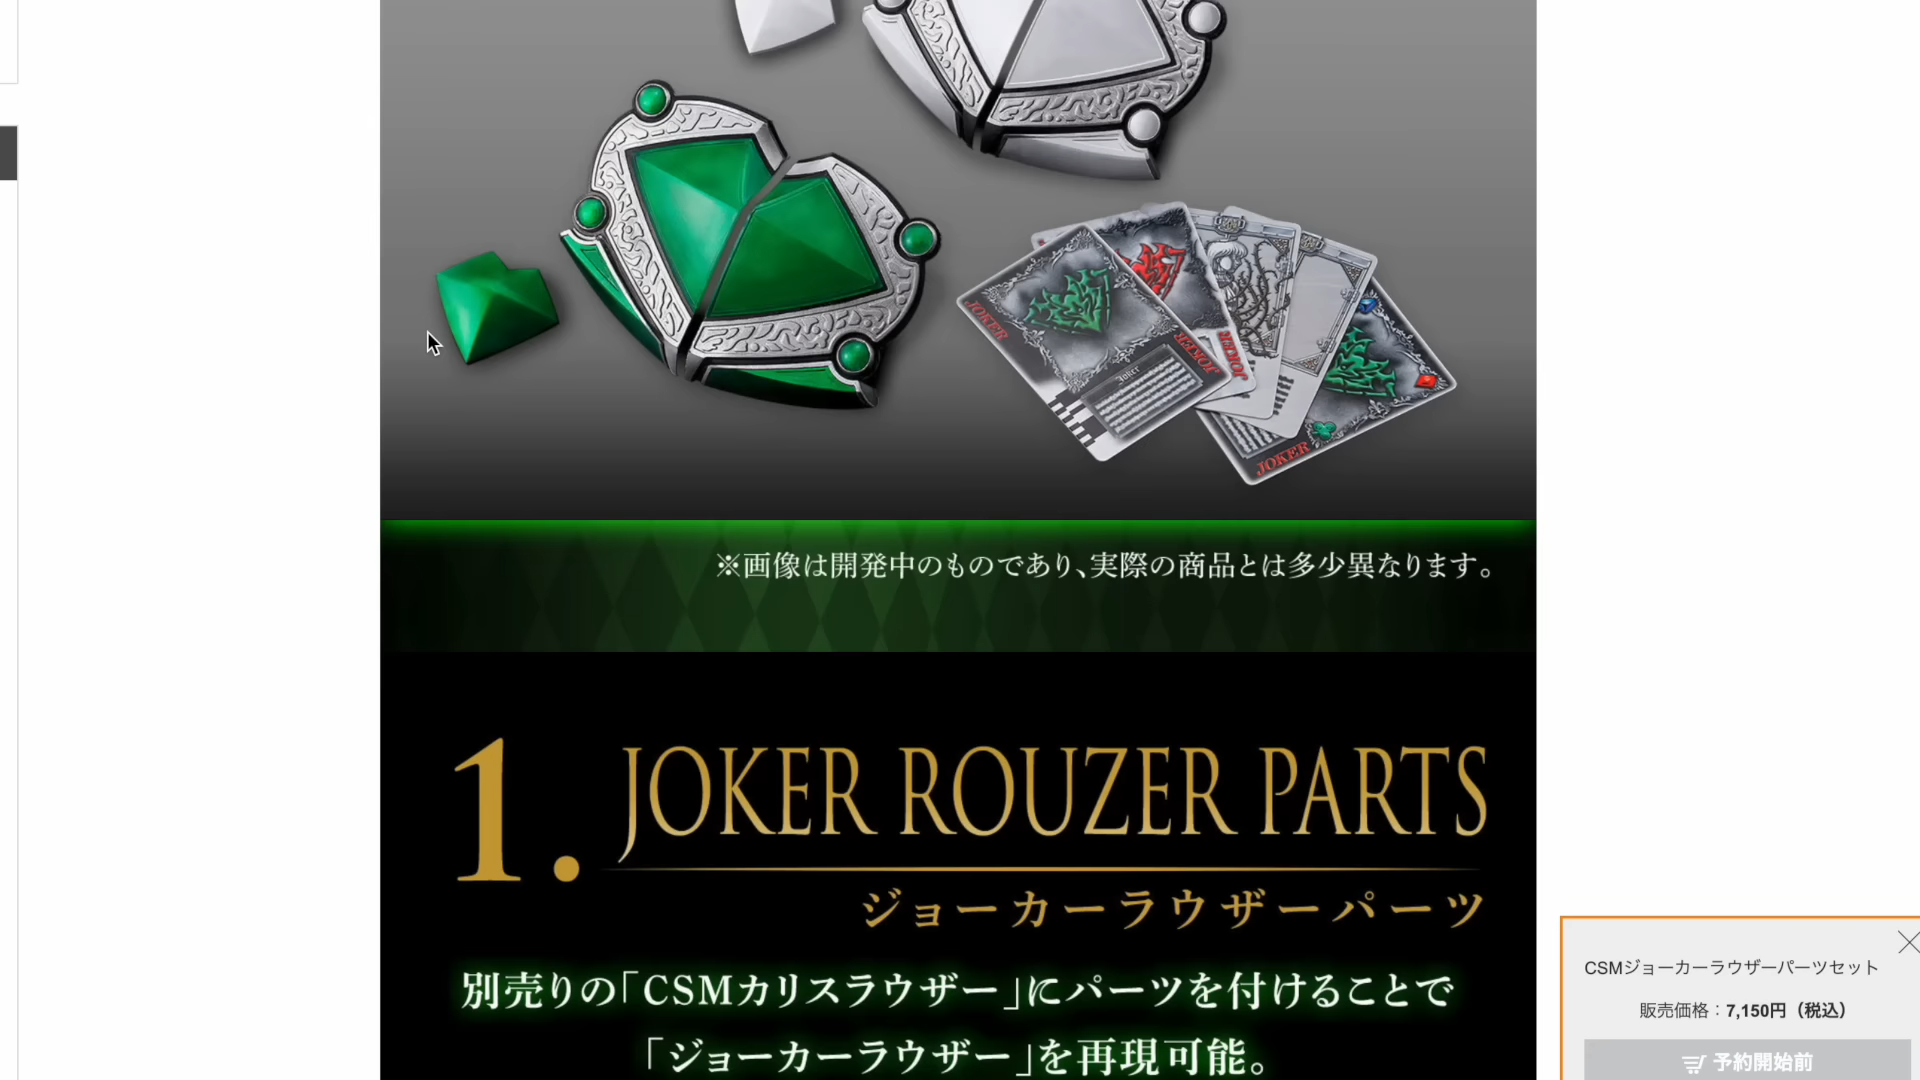 JOKER
JOKER
JOKER
Joker
JOKER
※画像は開発中のものであり、実際の商品とは多少異なります。
1. JOKER ROUZER PARTS
ジョーカーラウザーパーツ
別売りの「CSMカリスラウザー」にパーツを付けることで
「ジョーカーラウザー」を再現可能。
CSMジョーカーラウザーパーツセット
販売価格：7,150円（税込）
予約開始前